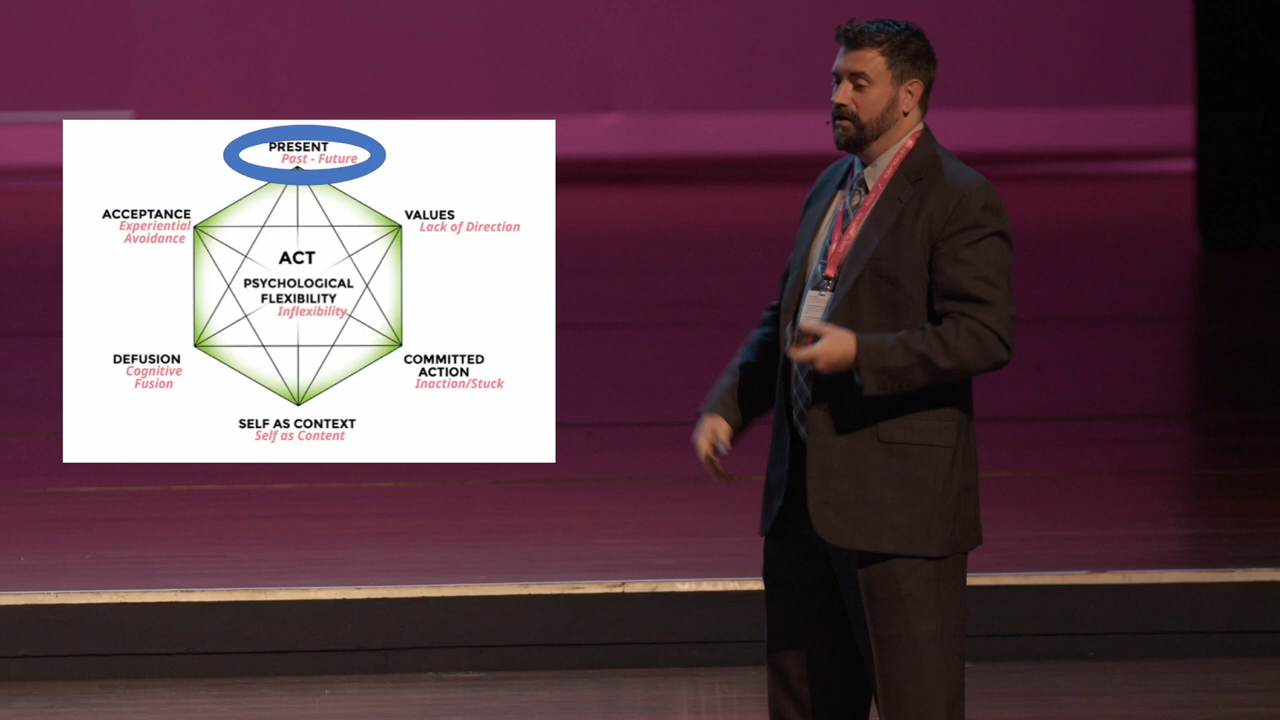 PRESENT
Past - Future
ACCEPTANCE
Experiential
Avoidance
VALUES
Lack of Direction
ACT
PSYCHOLOGICAL
FLEXIBILITY
Inflexibility
DEFUSION
Cognitive
Fusion
COMMITTED
ACTION
Inaction/Stuck
SELF AS CONTEXT
Self as Content